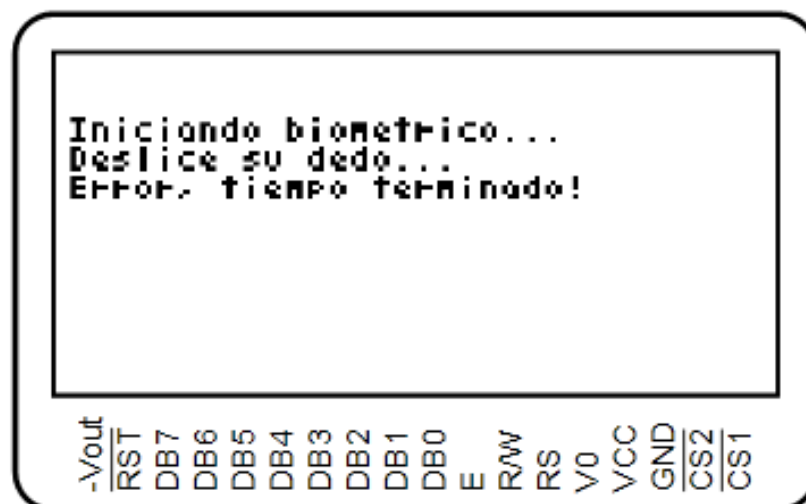 Iniciando biometrico...
Deslice su dedo...
Error, tiempo terminado!
-Vout
RST
DB7
DB6
DB5
DB4
DB3
DB2
DB1
DB0
E
R/W
RS
V0
VCC
GND
CS2
CS1